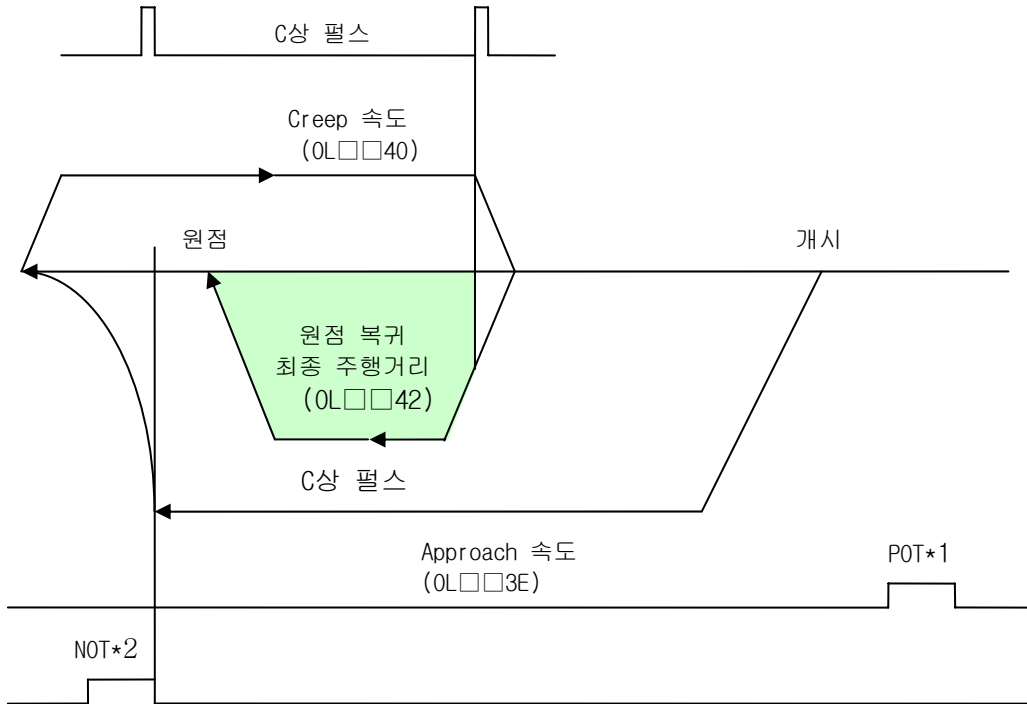 C상 펄스
Creep 속도
(OL□□40)
원점
개시
원점 복귀
최종 주행거리
(OL□□42)
C상 펄스
Approach 속도
(OL□□3E)
POT*1
NOT*2